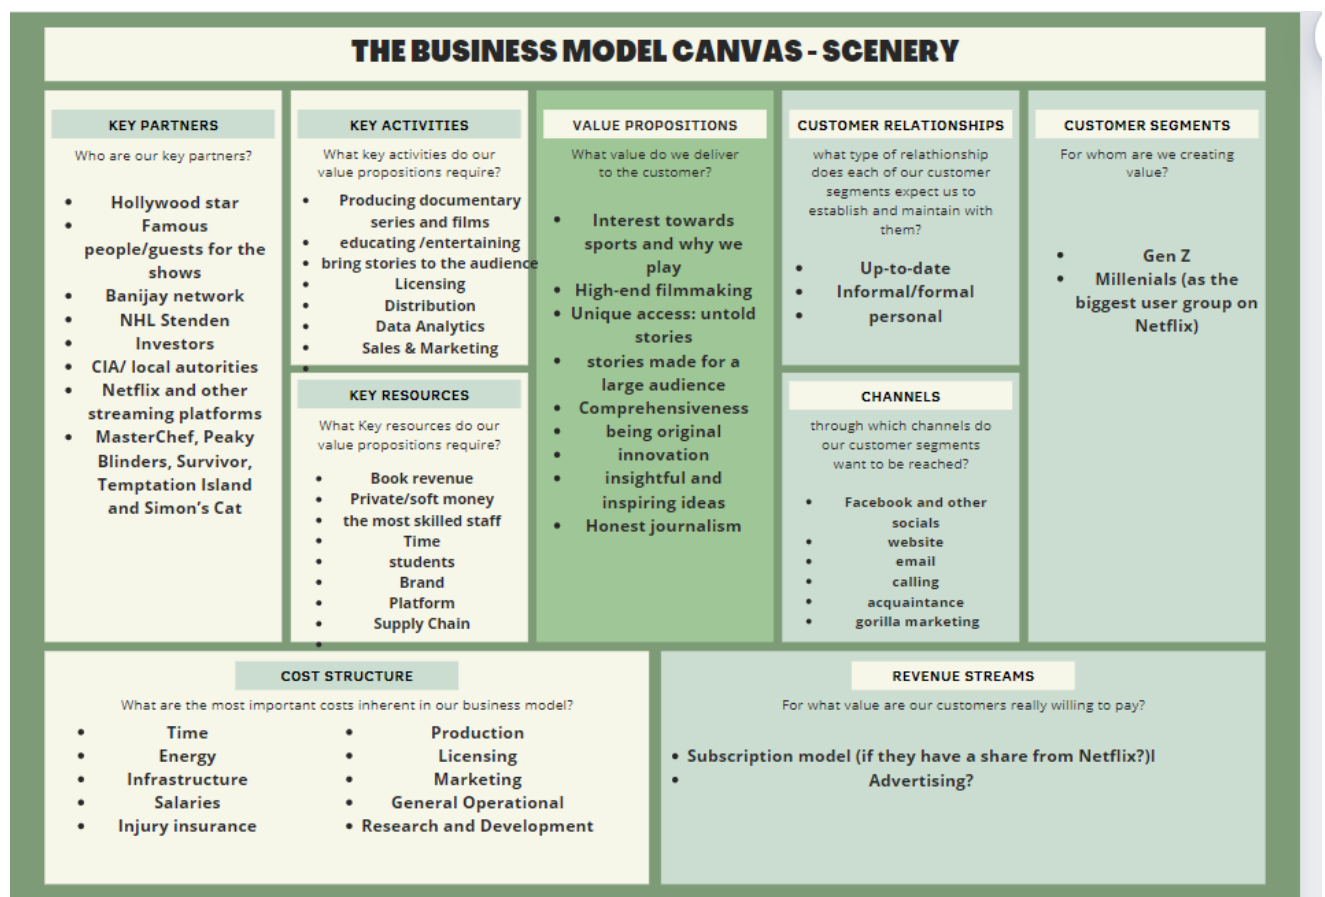 THE BUSINESS MODEL CANVAS - SCENERY
KEY PARTNERS
Who are our key partners?
• Hollywood star
• Famous
people/guests for the
shows
• Banijay network
• NHL Stenden
• Investors
• CIA/ local autorities
• Netflix and other
streaming platforms
• MasterChef, Peaky
Blinders, Survivor,
Temptation Island
and Simon's Cat
KEY ACTIVITIES
What key activities do our
value propositions require?
• Producing documentary
series and films
• educating /entertaining
• bring stories to the audience
• Licensing
• Distribution
• Data Analytics
• Sales & Marketing
•
KEY RESOURCES
What Key resources do our
value propositions require?
• Book revenue
• Private/soft money
• the most skilled staff
• Time
• students
• Brand
• Platform
• Supply Chain
•
VALUE PROPOSITIONS
What value do we deliver
to the customer?
• Interest towards
sports and why we
play
• High-end filmmaking
• Unique access: untold
stories
• stories made for a
large audience
• Comprehensiveness
• being original
• innovation
• insightful and
inspiring ideas
• Honest journalism
CUSTOMER RELATIONSHIPS
what type of relathionship
does each of our customer
segments expect us to
establish and maintain with
them?
• Up-to-date
• Informal/formal
• personal
CHANNELS
through which channels do
our customer segments
want to be reached?
• Facebook and other
socials
• website
• email
• calling
• acquaintance
• gorilla marketing
CUSTOMER SEGMENTS
For whom are we creating
value?
• Gen Z
• Millenials (as the
biggest user group on
Netflix)
COST STRUCTURE
What are the most important costs inherent in our business model?
• Time
• Energy
• Infrastructure
• Salaries
• Injury insurance
• Production
• Licensing
• Marketing
• General Operational
• Research and Development
REVENUE STREAMS
For what value are our customers really willing to pay?
• Subscription model (if they have a share from Netflix?)l
• Advertising?